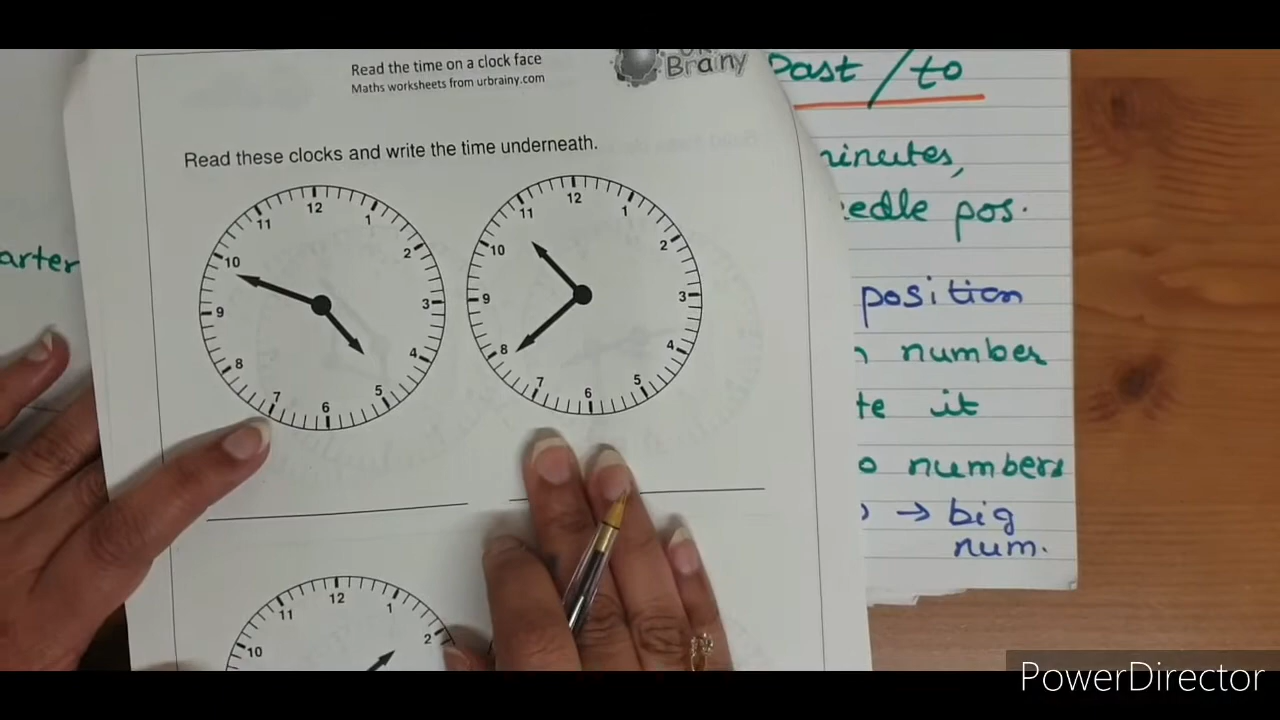 Read the time on a clock face
Maths worksheets from urbrainy.com
Brainy
Read these clocks and write the time underneath.
12
1
2
3
4
5
6
7
8
9
10
11
12
1
2
3
4
5
6
7
8
9
10
11
12
1
2
10
11
arter
Past / to
minutes,
eedle pos.
position
number
te it
o numbers
→ big
num.
PowerDirector